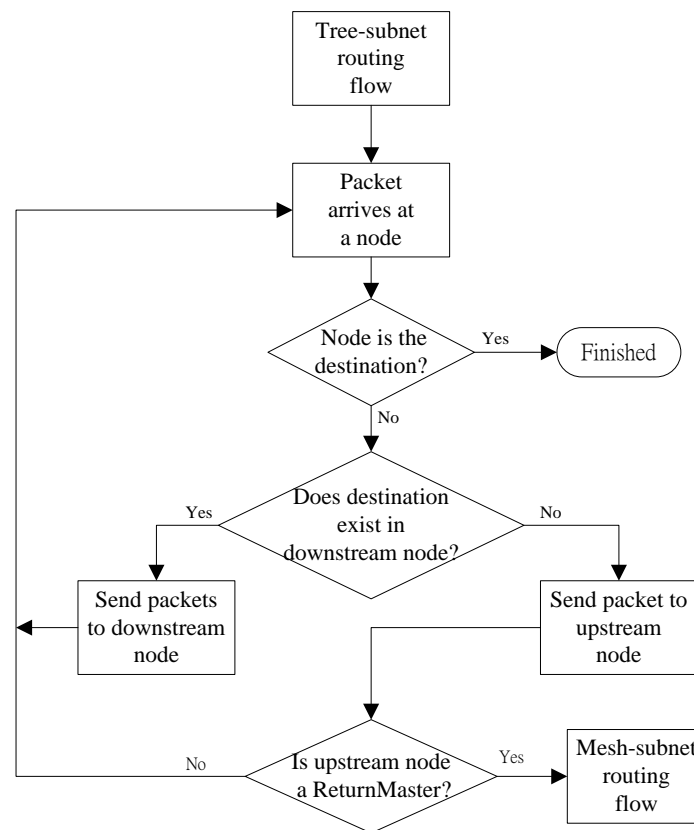 Tree-subnet
routing
flow
Packet
arrives at
a node
Node is the
destination?
Yes
Finished
No
Does destination
exist in
downstream node?
Yes
No
Send packets
to downstream
node
Send packet to
upstream
node
Is upstream node
a ReturnMaster?
No
Yes
Mesh-subnet
routing
flow